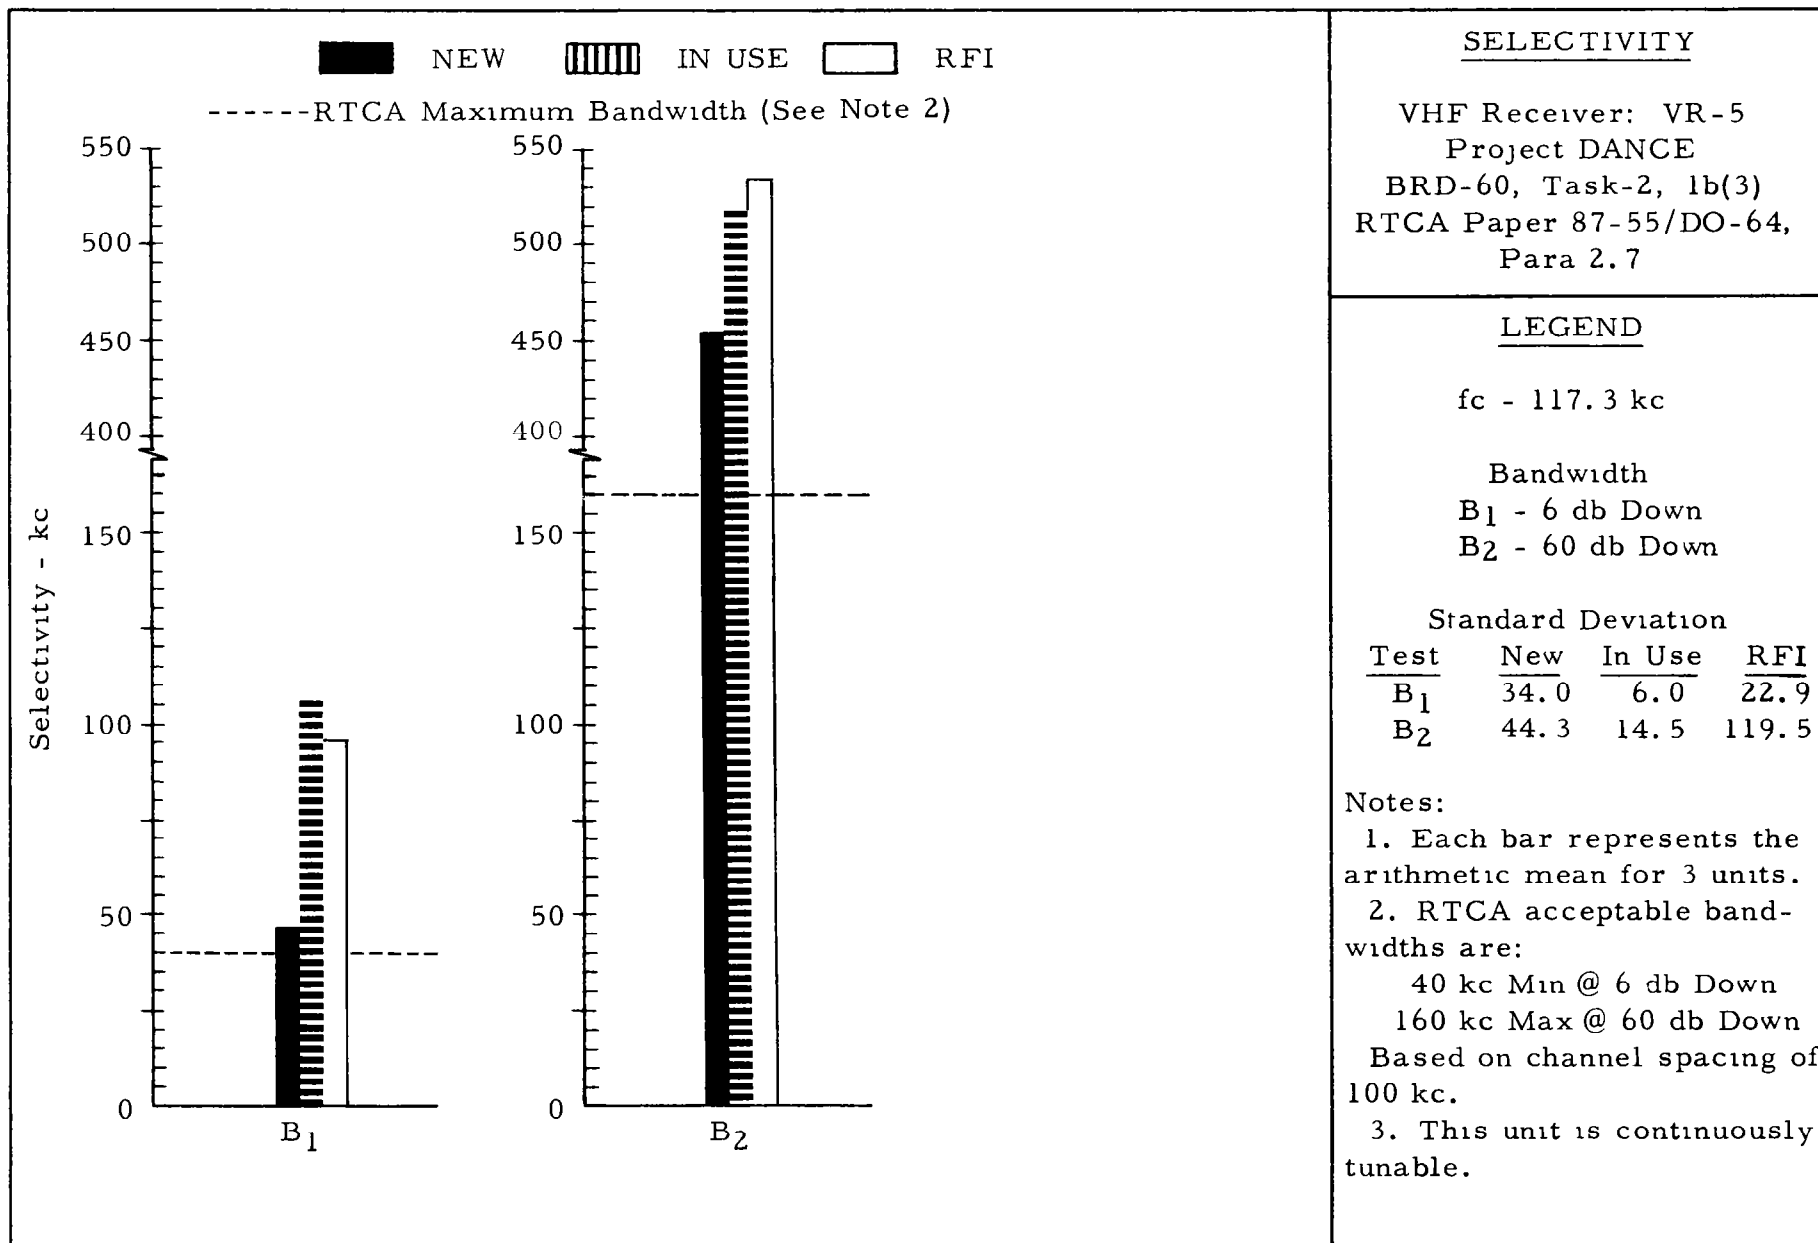 NEW IN USE RFI
------RTCA Maximum Bandwidth (See Note 2)
Selectivity - kc
550
500
450
400
150
100
50
0
B1
550
500
450
400
150
100
50
0
B2
SELECTIVITY
VHF Receiver: VR-5
Project DANCE
BRD-60, Task-2, 1b(3)
RTCA Paper 87-55/DO-64,
Para 2.7
LEGEND
fc - 117.3 kc
Bandwidth
B1 - 6 db Down
B2 - 60 db Down
Standard Deviation
Test New In Use RFI
B1 34.0 6.0 22.9
B2 44.3 14.5 119.5
Notes:
1. Each bar represents the
arithmetic mean for 3 units.
2. RTCA acceptable band-
widths are:
40 kc Min @ 6 db Down
160 kc Max @ 60 db Down
Based on channel spacing of
100 kc.
3. This unit is continuously
tunable.